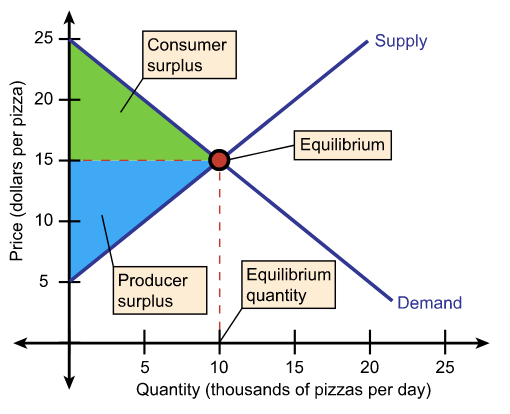 25
20
15
10
5
Price (dollars per pizza)
Consumer
surplus
Supply
Equilibrium
Producer
surplus
Equilibrium
quantity
Demand
5
10
15
20
25
Quantity (thousands of pizzas per day)